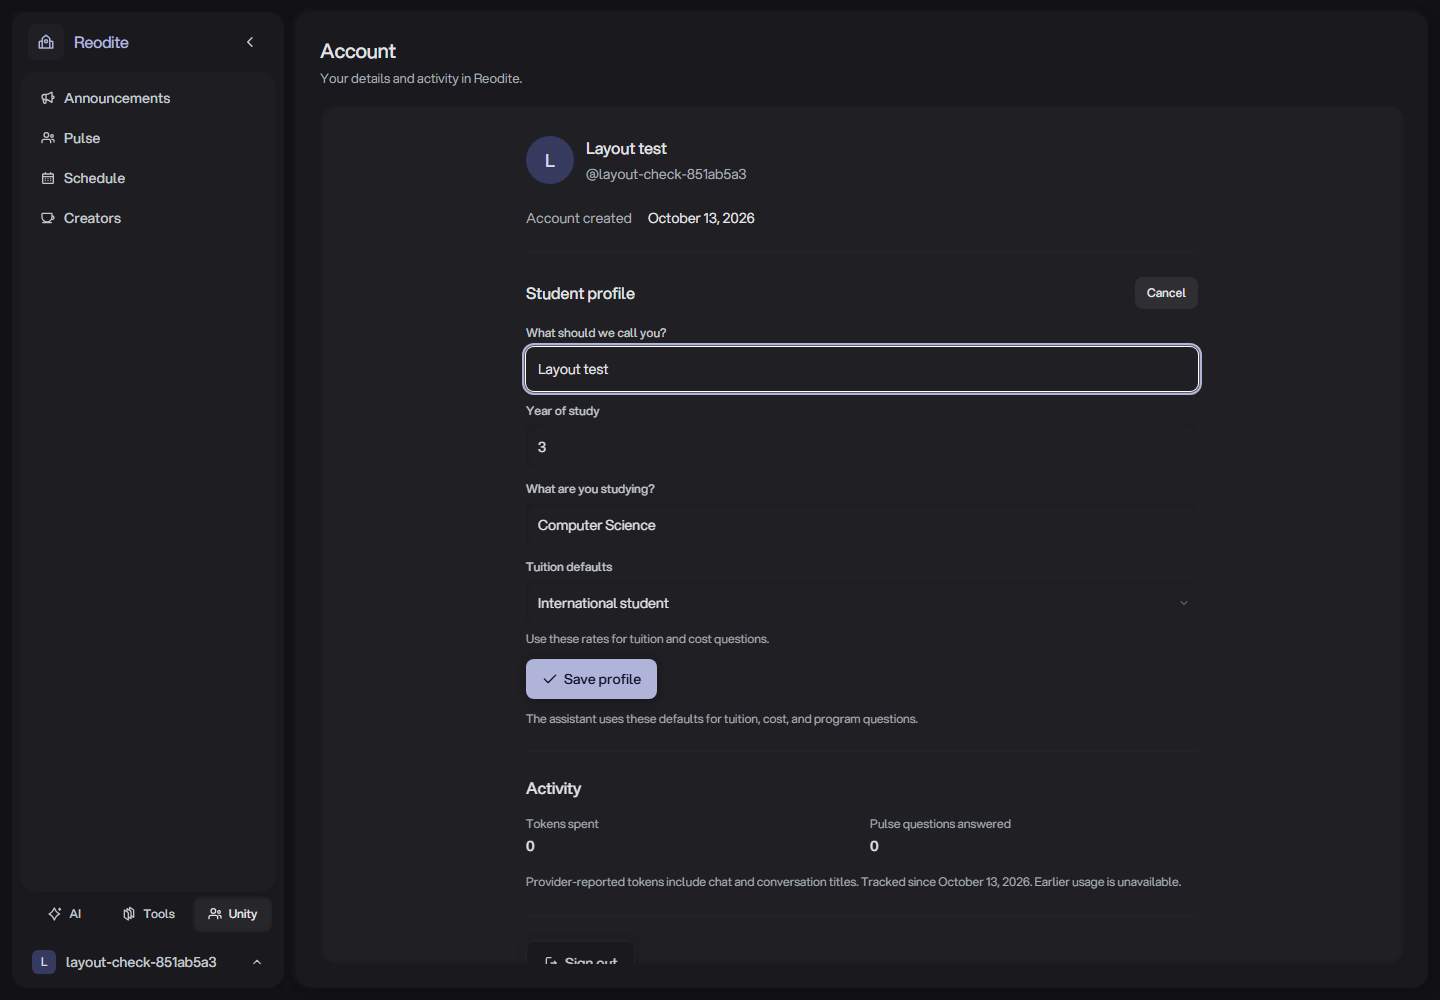 Reodite
Announcements
Pulse
Schedule
Creators
AI
Tools
Unity
L
layout-check-851ab5a3
Account
Your details and activity in Reodite.
L
Layout test
@layout-check-851ab5a3
Account created October 13, 2026
Student profile
Cancel
What should we call you?
Layout test
Year of study
3
What are you studying?
Computer Science
Tuition defaults
International student
Use these rates for tuition and cost questions.
Save profile
The assistant uses these defaults for tuition, cost, and program questions.
Activity
Tokens spent
0
Pulse questions answered
0
Provider-reported tokens include chat and conversation titles. Tracked since October 13, 2026. Earlier usage is unavailable.
Sign out